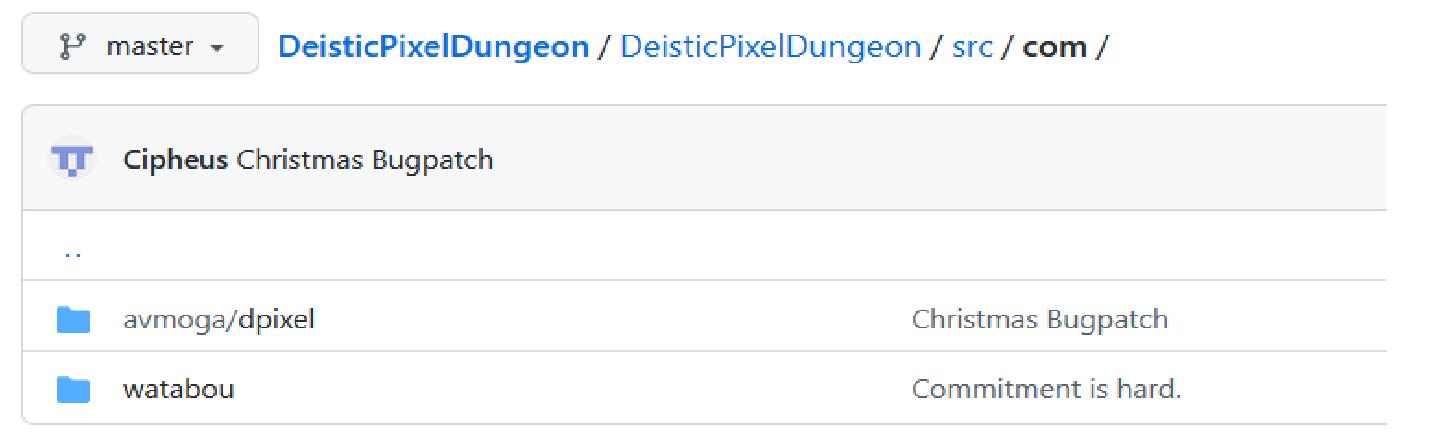 master DeisticPixelDungeon / DeisticPixelDungeon / src / com /
Cipheus Christmas Bugpatch
..
avmoga/dpixel Christmas Bugpatch
watabou Commitment is hard.